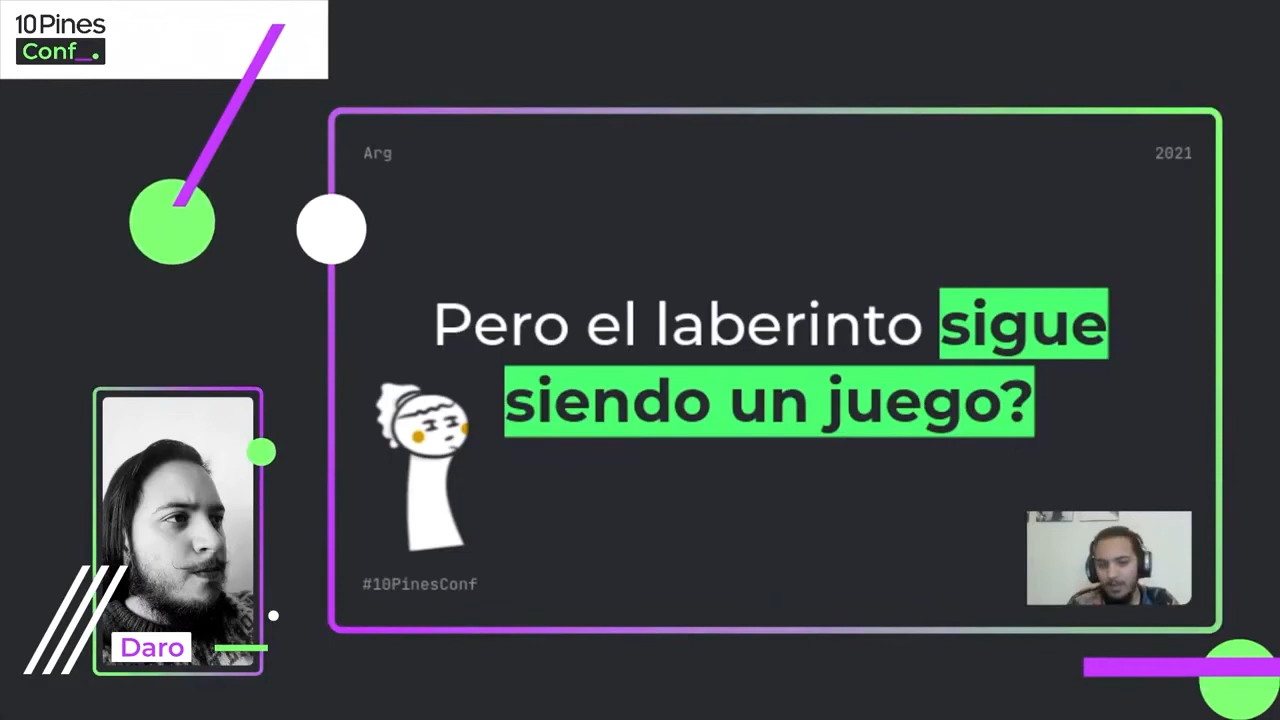 10Pines
Conf_.
Arg
2021
Pero el laberinto sigue
siendo un juego?
#10PinesConf
Daro